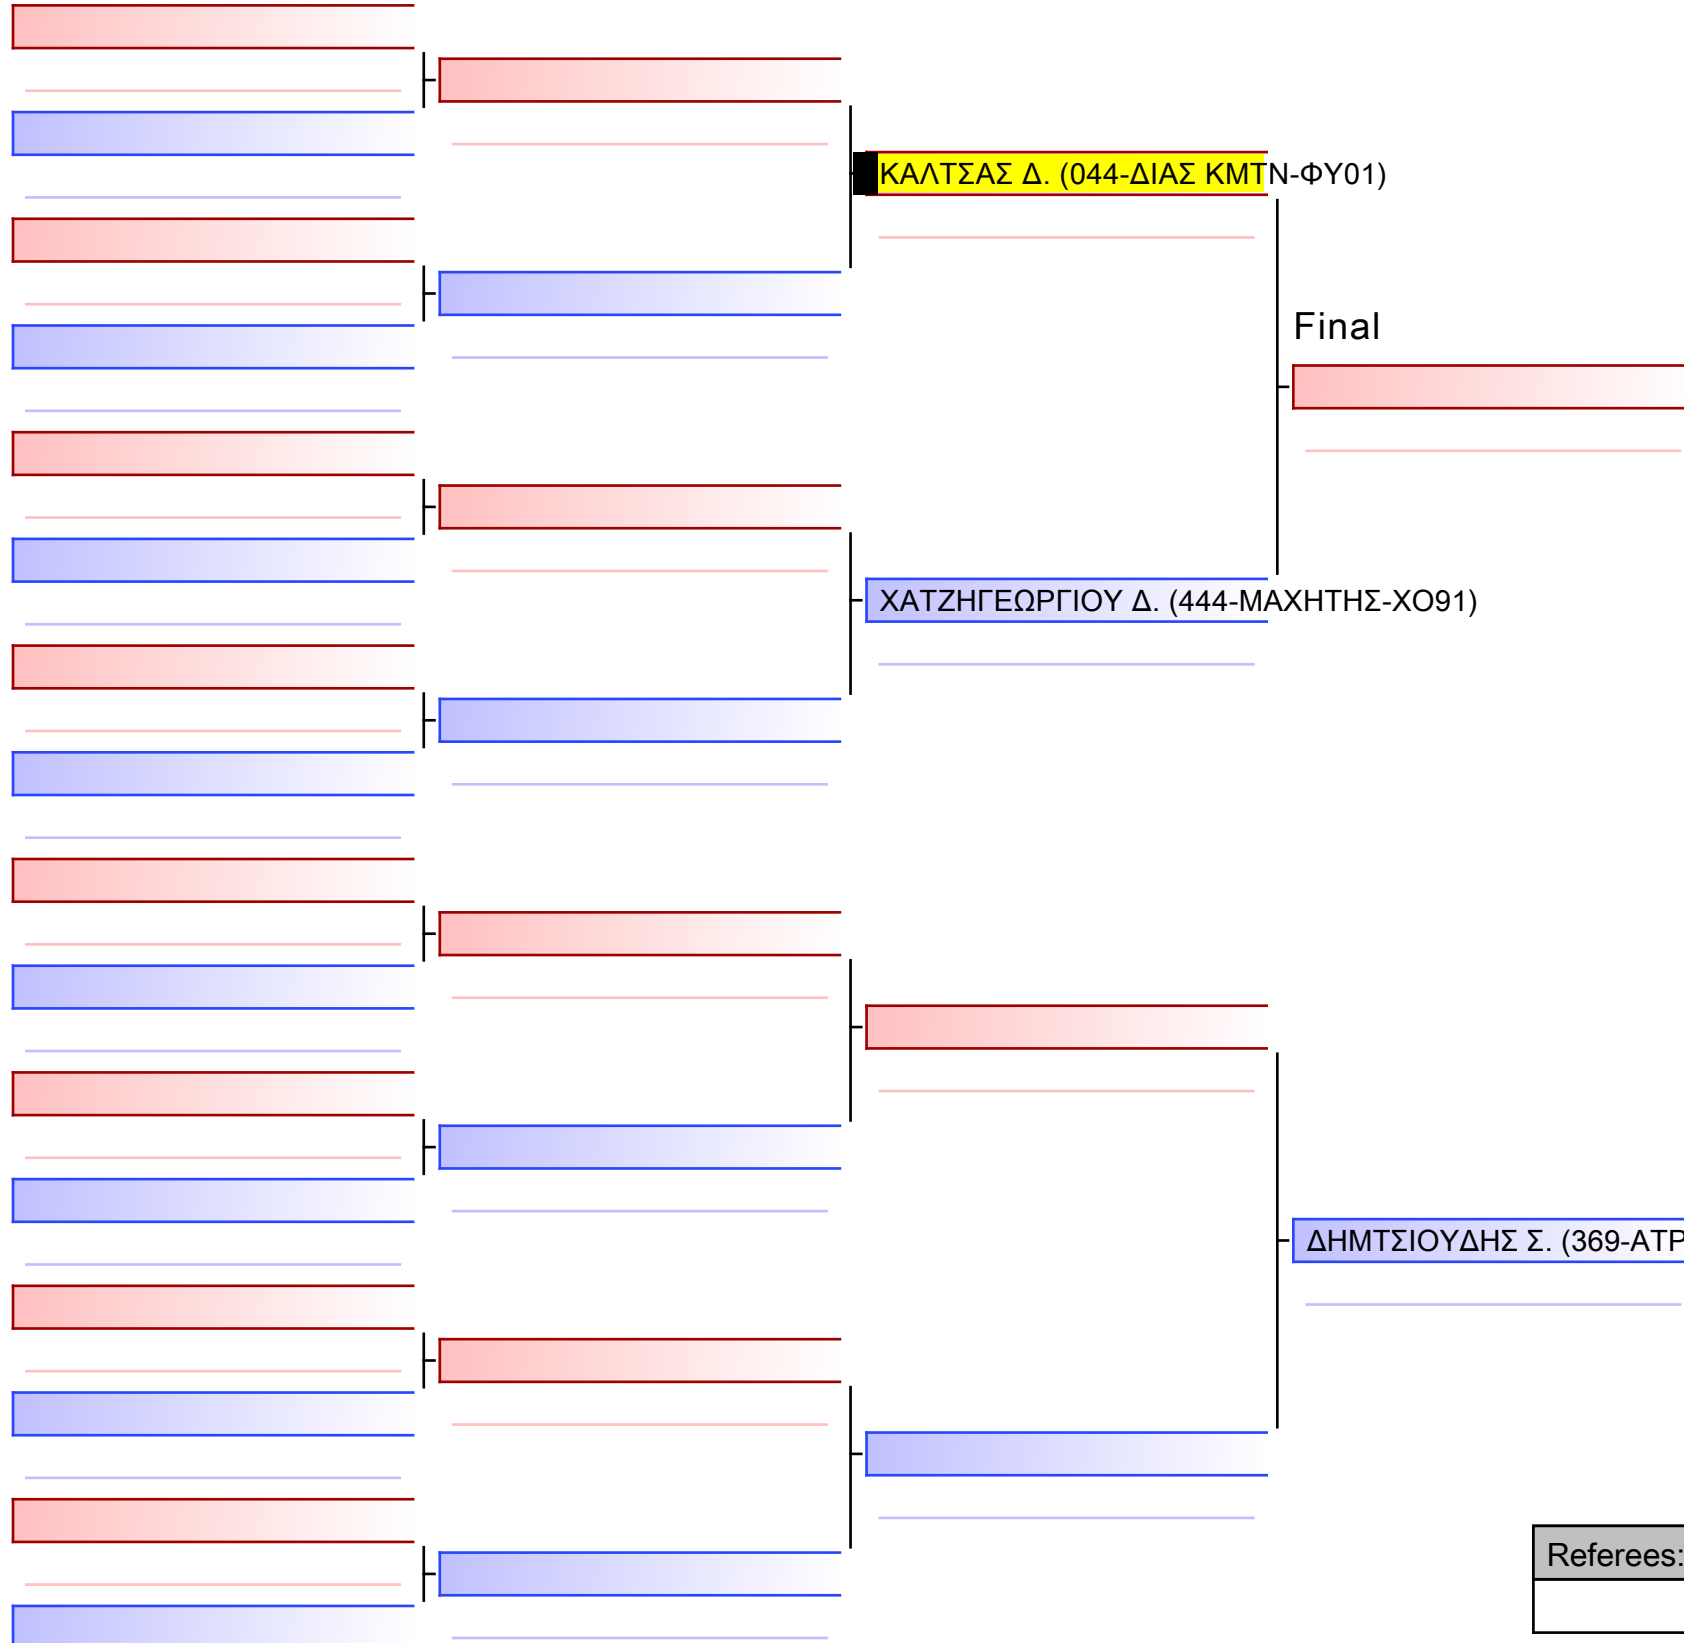 ΚΑΛΤΣΑΣ Δ. (044-ΔΙΑΣ ΚΜΤΝ-ΦΥ01)
Final
ΧΑΤΖΗΓΕΩΡΓΙΟΥ Δ. (444-ΜΑΧΗΤΗΣ-ΧΟ91)
ΔΗΜΤΣΙΟΥΔΗΣ Σ. (369-ΑΤΡ
Referees: